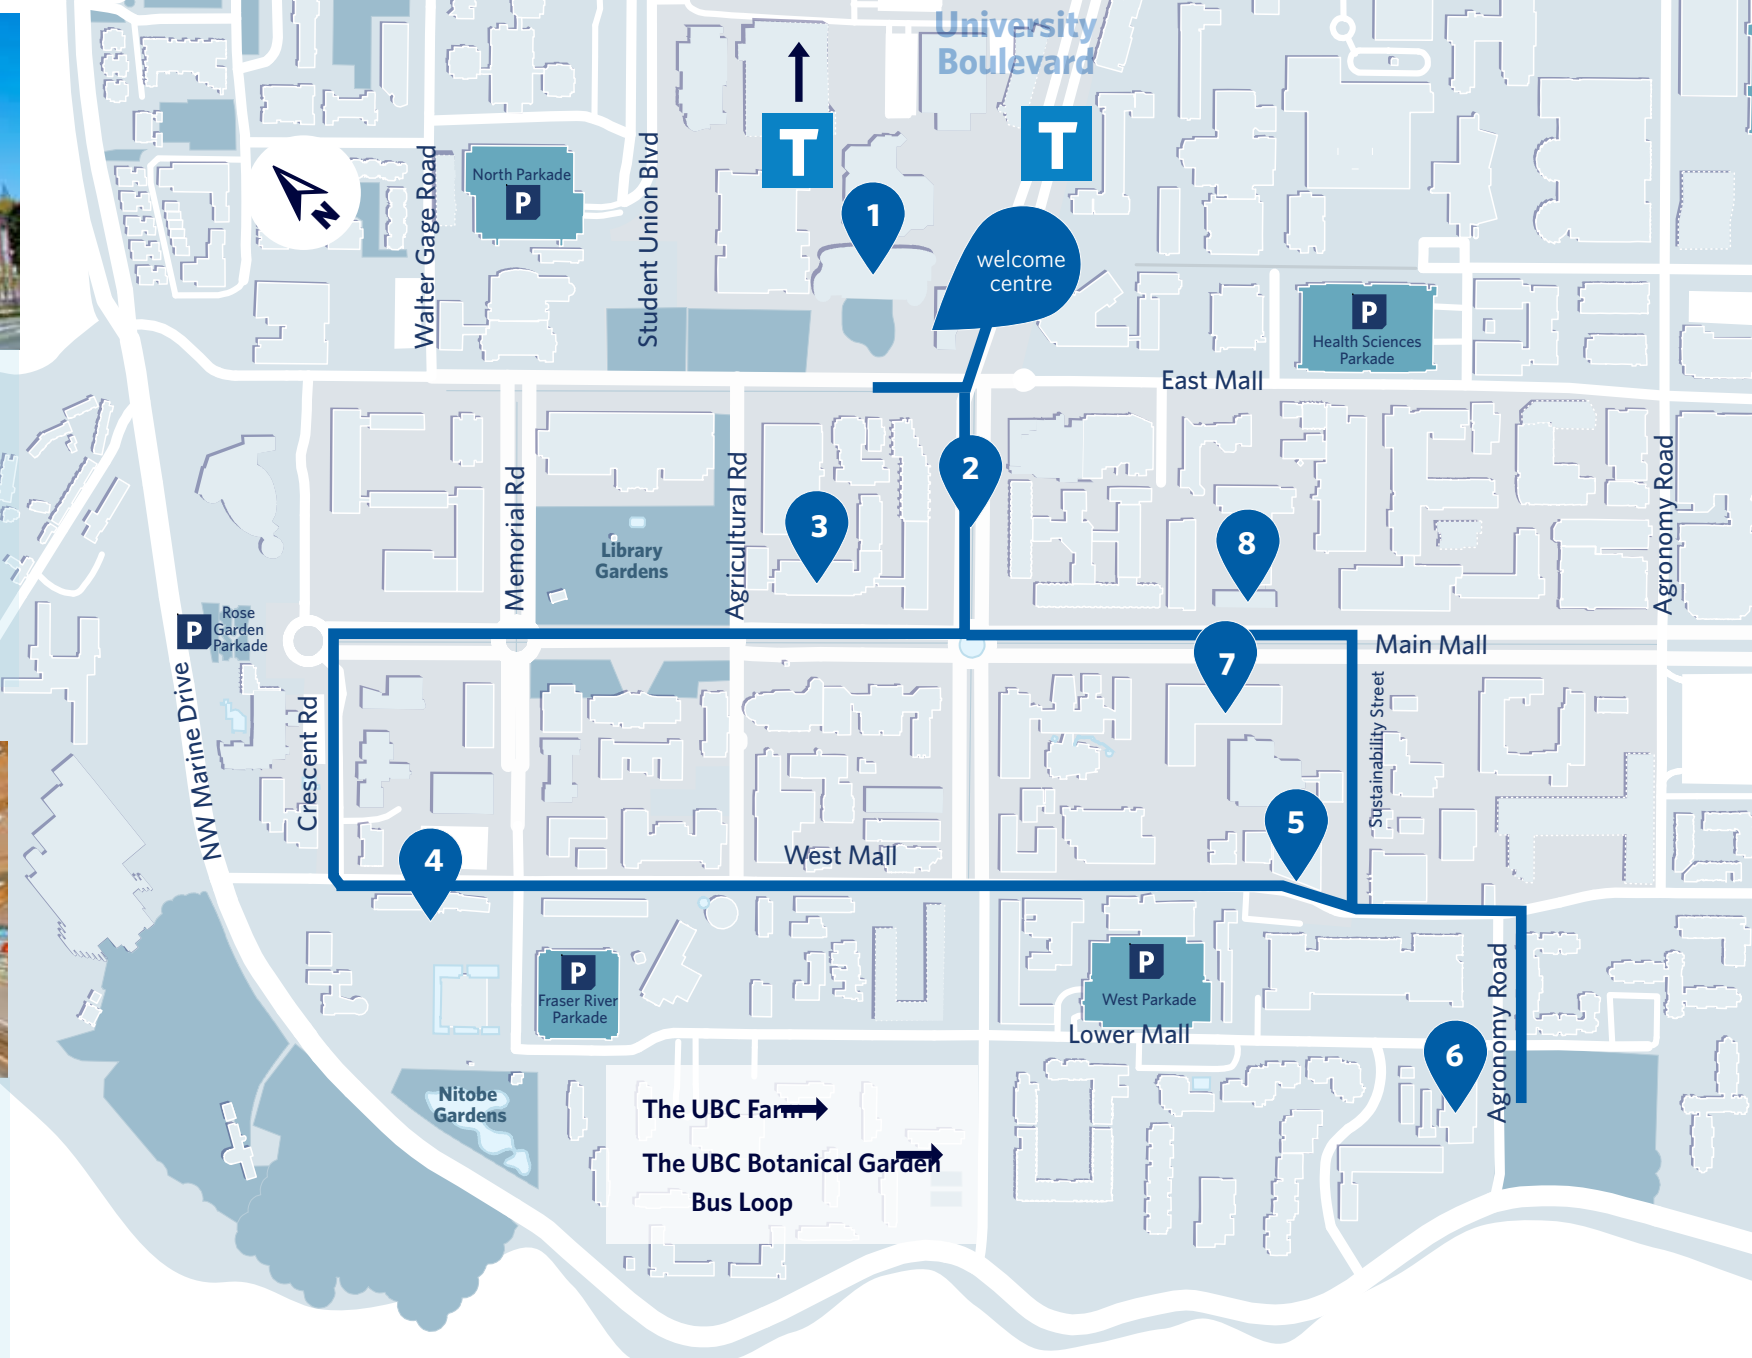 University
Boulevard
T
T
North Parkade
P
Walter Gage Road
Student Union Blvd
N
1
welcome
centre
P
Health Sciences
Parkade
East Mall
Memorial Rd
Agricultural Rd
2
3
8
Agronomy Road
Library
Gardens
P
Rose
Garden
Parkade
Main Mall
7
NW Marine Drive
Crescent Rd
Sustainability Street
5
4
West Mall
P
Fraser River
Parkade
P
West Parkade
Lower Mall
6
Agronomy Road
Nitobe
Gardens
The UBC Farm
The UBC Botanical Garden
Bus Loop